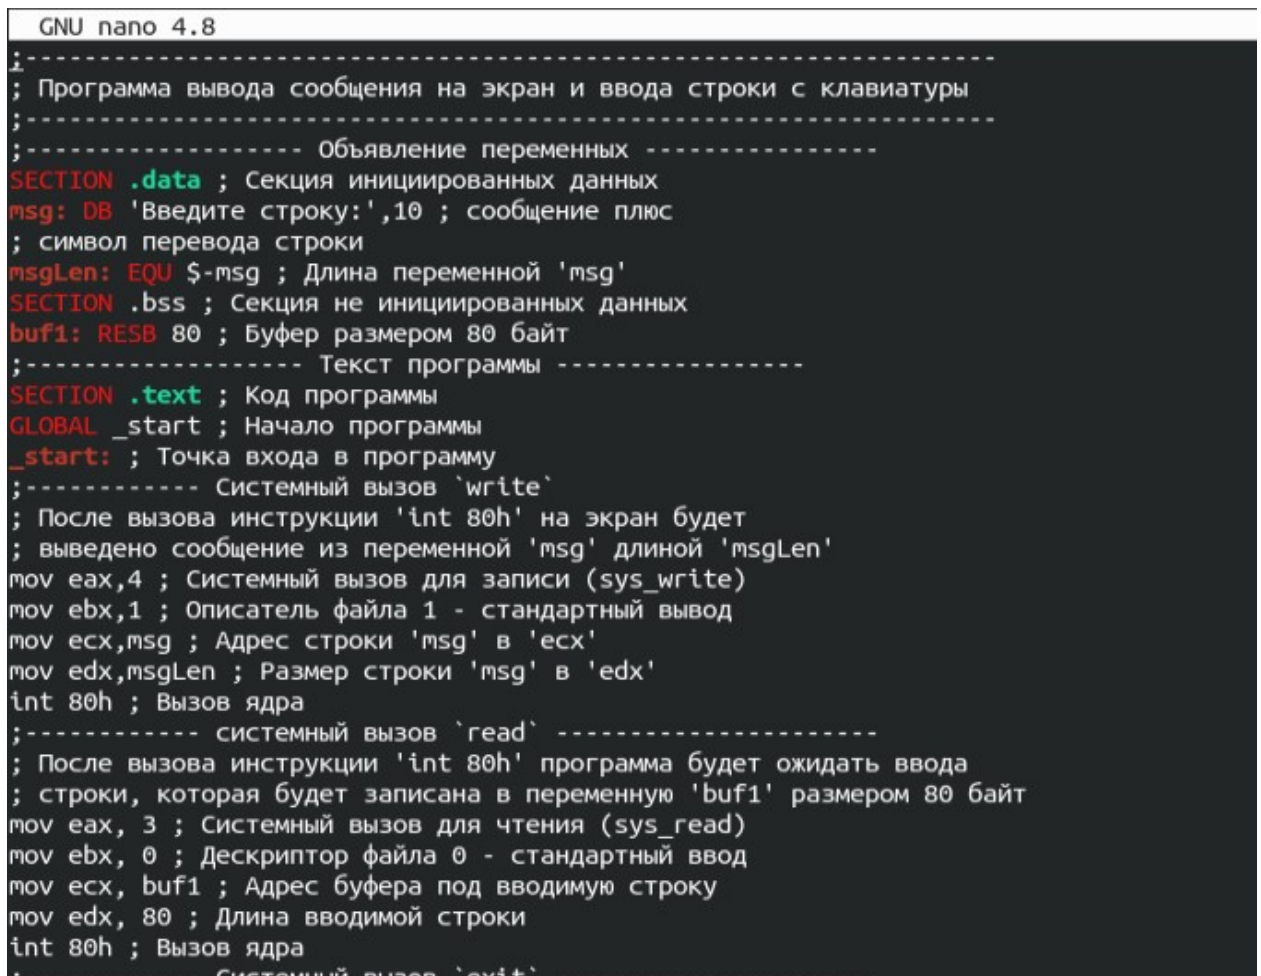 GNU nano 4.8
;------------------------------------------------------------------
; Программа вывода сообщения на экран и ввода строки с клавиатуры
;------------------------------------------------------------------
;------------------- Объявление переменных ----------------
SECTION .data ; Секция инициированных данных
msg: DB 'Введите строку:',10 ; сообщение плюс
; символ перевода строки
msgLen: EQU $-msg ; Длина переменной 'msg'
SECTION .bss ; Секция не инициированных данных
buf1: RESB 80 ; Буфер размером 80 байт
;------------------- Текст программы -----------------
SECTION .text ; Код программы
GLOBAL _start ; Начало программы
_start: ; Точка входа в программу
;------------ Системный вызов `write`
; После вызова инструкции 'int 80h' на экран будет
; выведено сообщение из переменной 'msg' длиной 'msgLen'
mov eax,4 ; Системный вызов для записи (sys_write)
mov ebx,1 ; Описатель файла 1 - стандартный вывод
mov ecx,msg ; Адрес строки 'msg' в 'ecx'
mov edx,msgLen ; Размер строки 'msg' в 'edx'
int 80h ; Вызов ядра
;------------ системный вызов `read` ----------------------
; После вызова инструкции 'int 80h' программа будет ожидать ввода
; строки, которая будет записана в переменную 'buf1' размером 80 байт
mov eax, 3 ; Системный вызов для чтения (sys_read)
mov ebx, 0 ; Дескриптор файла 0 - стандартный ввод
mov ecx, buf1 ; Адрес буфера под вводимую строку
mov edx, 80 ; Длина вводимой строки
int 80h ; Вызов ядра
;------------ Системный вызов `exit`----------------------